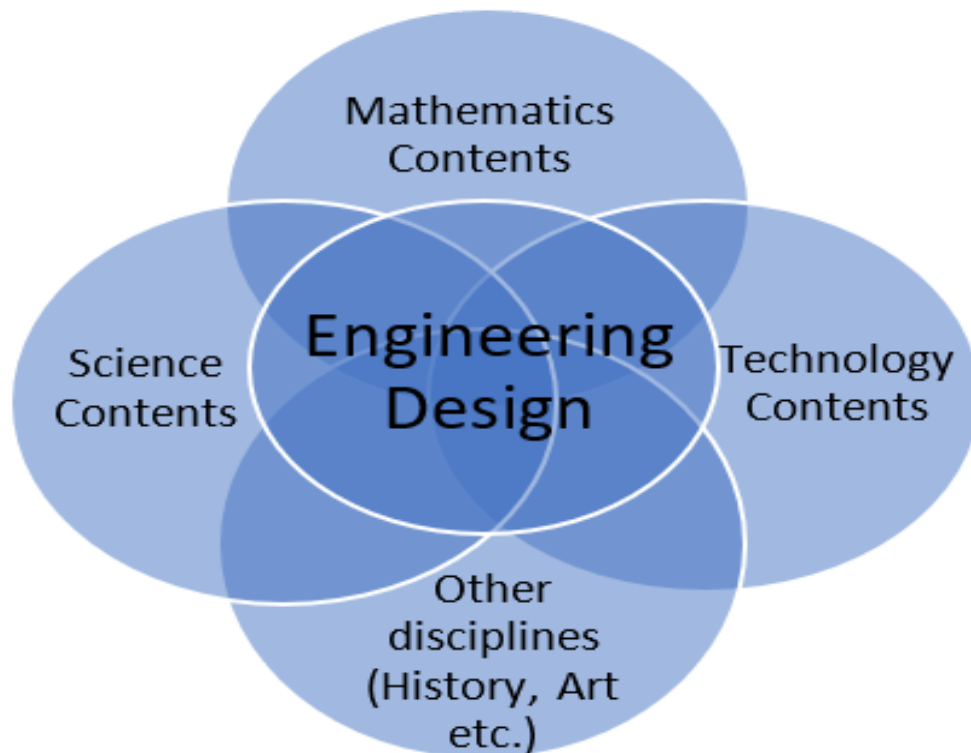 Mathematics
Contents
Science
Contents
Engineering
Design
Technology
Contents
Other
disciplines
(History, Art
etc.)